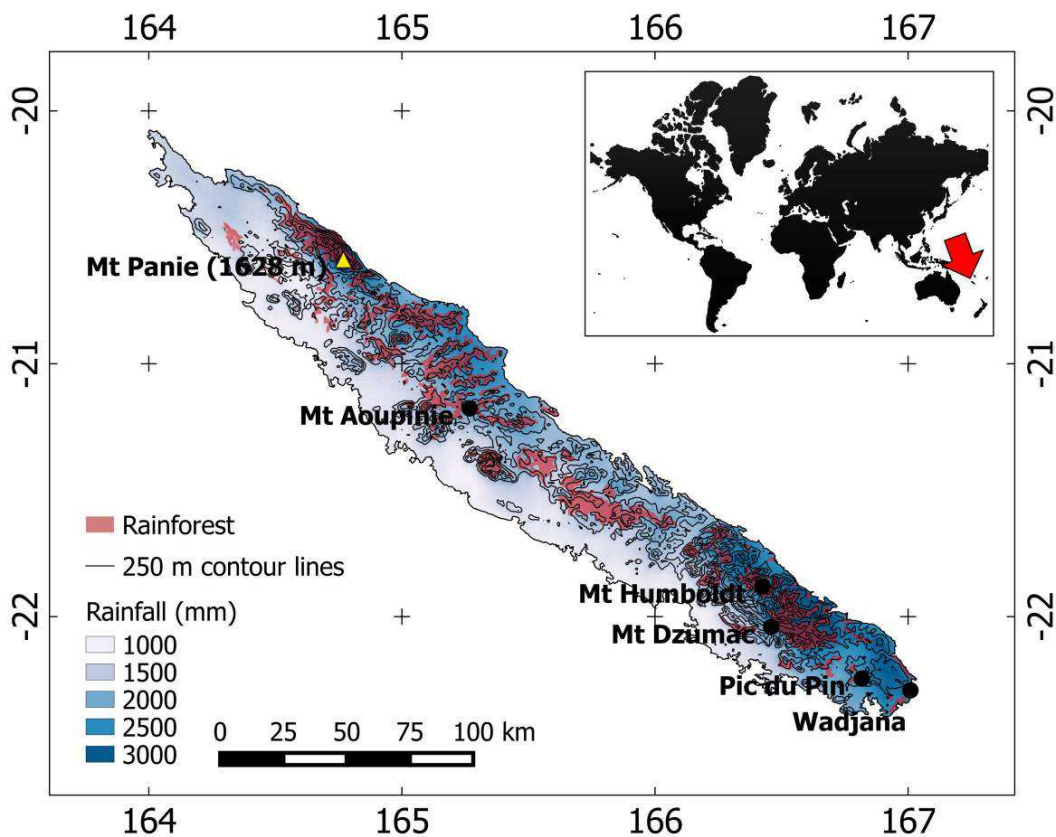 164 165 166 167
-20 -20
Mt Panie (1628 m)
-21 -21
Mt Aoupinie
Rainforest
250 m contour lines
Mt Humboldt
Rainfall (mm)
-22 -22
Mt Dzumac
1000
1500
Pic du Pin
2000
Wadjana
2500
0 25 50 75 100 km
3000
164 165 166 167